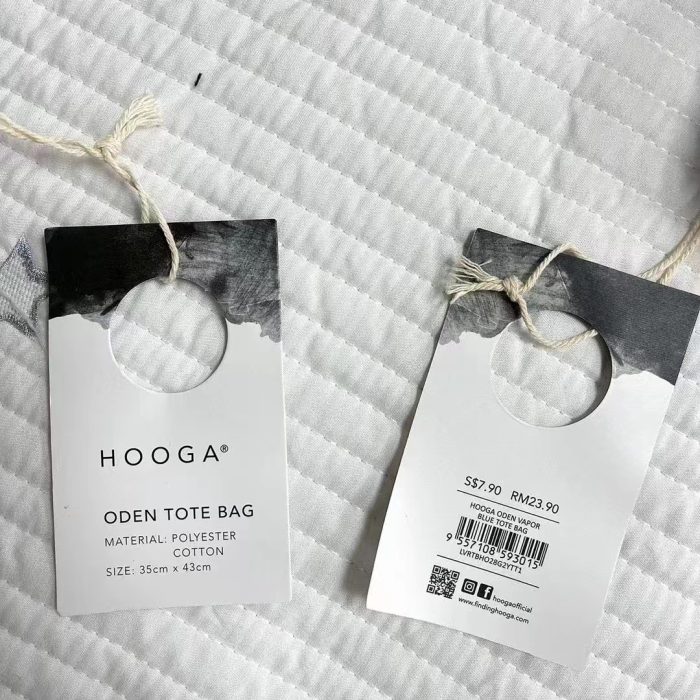 HOOGA®
ODEN TOTE BAG
MATERIAL: POLYESTER
COTTON
SIZE: 35cm x 43cm
S$7.90 RM23.90
HOOGA ODEN VAPOR
BLUE TOTE BAG
9 557108 593015
LVRTBHO2BG2YTT1
hoogaofficial
www.findinghooga.com